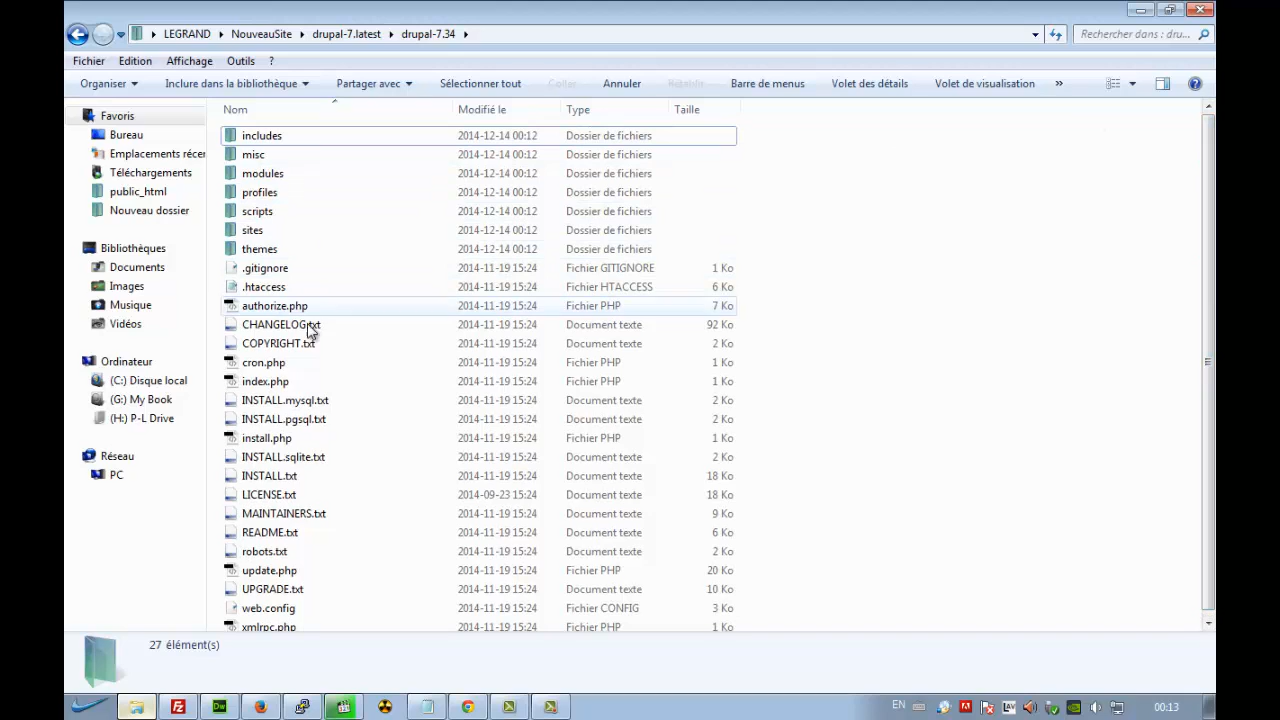 LEGRAND NouveauSite drupal-7.latest drupal-7.34 Rechercher dans : dru...
Fichier Edition Affichage Outils ?
Organiser Inclure dans la bibliothèque Partager avec Sélectionner tout Coller Annuler Rétablir Barre de menus Volet des détails Volet de visualisation »
Nom Modifié le Type Taille
Favoris
Bureau
Emplacements récer
Téléchargements
public_html
Nouveau dossier
Bibliothèques
Documents
Images
Musique
Vidéos
Ordinateur
(C:) Disque local
(G:) My Book
(H:) P-L Drive
Réseau
PC
includes 2014-12-14 00:12 Dossier de fichiers
misc 2014-12-14 00:12 Dossier de fichiers
modules 2014-12-14 00:12 Dossier de fichiers
profiles 2014-12-14 00:12 Dossier de fichiers
scripts 2014-12-14 00:12 Dossier de fichiers
sites 2014-12-14 00:12 Dossier de fichiers
themes 2014-12-14 00:12 Dossier de fichiers
.gitignore 2014-11-19 15:24 Fichier GITIGNORE 1 Ko
.htaccess 2014-11-19 15:24 Fichier HTACCESS 6 Ko
authorize.php 2014-11-19 15:24 Fichier PHP 7 Ko
CHANGELOG.txt 2014-11-19 15:24 Document texte 92 Ko
COPYRIGHT.txt 2014-11-19 15:24 Document texte 2 Ko
cron.php 2014-11-19 15:24 Fichier PHP 1 Ko
index.php 2014-11-19 15:24 Fichier PHP 1 Ko
INSTALL.mysql.txt 2014-11-19 15:24 Document texte 2 Ko
INSTALL.pgsql.txt 2014-11-19 15:24 Document texte 2 Ko
install.php 2014-11-19 15:24 Fichier PHP 1 Ko
INSTALL.sqlite.txt 2014-11-19 15:24 Document texte 2 Ko
INSTALL.txt 2014-11-19 15:24 Document texte 18 Ko
LICENSE.txt 2014-09-23 15:24 Document texte 18 Ko
MAINTAINERS.txt 2014-11-19 15:24 Document texte 9 Ko
README.txt 2014-11-19 15:24 Document texte 6 Ko
robots.txt 2014-11-19 15:24 Document texte 2 Ko
update.php 2014-11-19 15:24 Fichier PHP 20 Ko
UPGRADE.txt 2014-11-19 15:24 Document texte 10 Ko
web.config 2014-11-19 15:24 Fichier CONFIG 3 Ko
xmlrpc.php 2014-11-19 15:24 Fichier PHP 1 Ko
27 élément(s)
FZ Dw EN 00:13